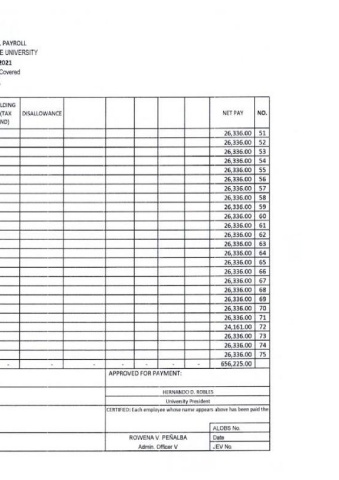 PAYROLL
E UNIVERSITY
2021
Covered
LDING
(TAX
ND)
DISALLOWANCE
NET PAY NO.
26,336.00 51
26,336.00 52
26,336.00 53
26,336.00 54
26,336.00 55
26,336.00 56
26,336.00 57
26,336.00 58
26,336.00 59
26,336.00 60
26,336.00 61
26,336.00 62
26,336.00 63
26,336.00 64
26,336.00 65
26,336.00 66
26,336.00 67
26,336.00 68
26,336.00 69
26,336.00 70
26,336.00 71
24,161.00 72
26,336.00 73
26,336.00 74
26,336.00 75
- - - - - - 656,225.00
APPROVED FOR PAYMENT:
HERNANDO D. ROBLES
University President
CERTIFIED: Each employee whose name appears above has been paid the
ALOBS No.
ROWENA V. PEÑALBA Date
Admin. Officer V JEV No.